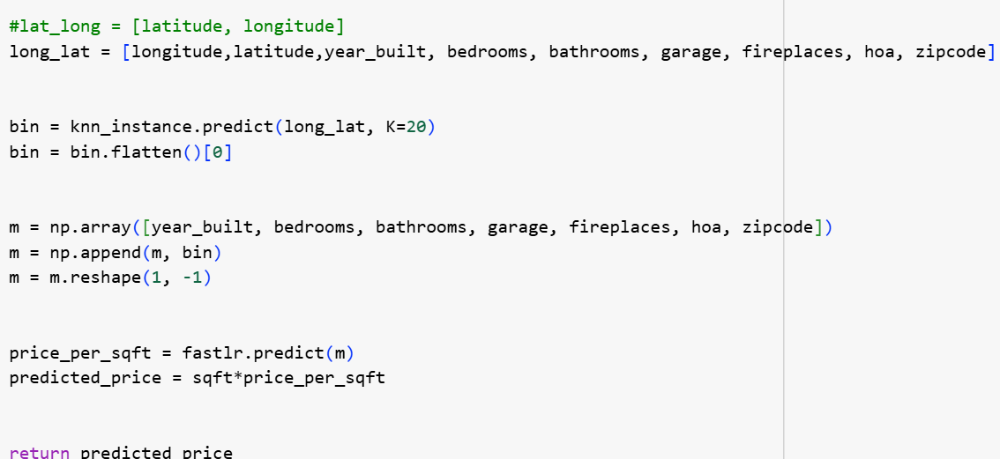 #lat_long = [latitude, longitude]
long_lat = [longitude,latitude,year_built, bedrooms, bathrooms, garage, fireplaces, hoa, zipcode]
bin = knn_instance.predict(long_lat, K=20)
bin = bin.flatten()[0]
m = np.array([year_built, bedrooms, bathrooms, garage, fireplaces, hoa, zipcode])
m = np.append(m, bin)
m = m.reshape(1, -1)
price_per_sqft = fastlr.predict(m)
predicted_price = sqft*price_per_sqft
return predicted_price